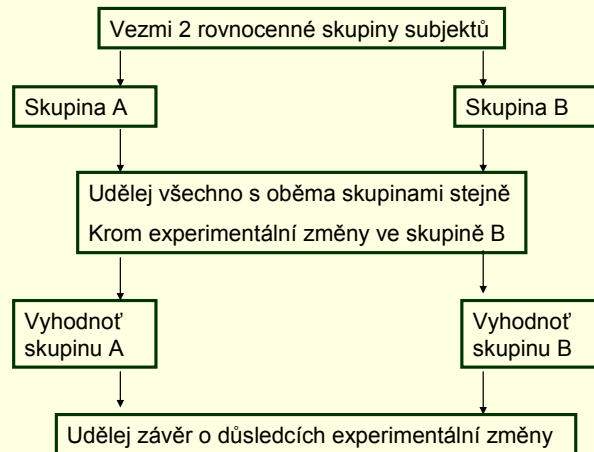 Vezmi 2 rovnocenné skupiny subjektů
Skupina A
Skupina B
Udělej všechno s oběma skupinami stejně
Krom experimentální změny ve skupině B
Vyhodnoť
skupinu A
Vyhodnoť
skupinu B
Udělej závěr o důsledcích experimentální změny